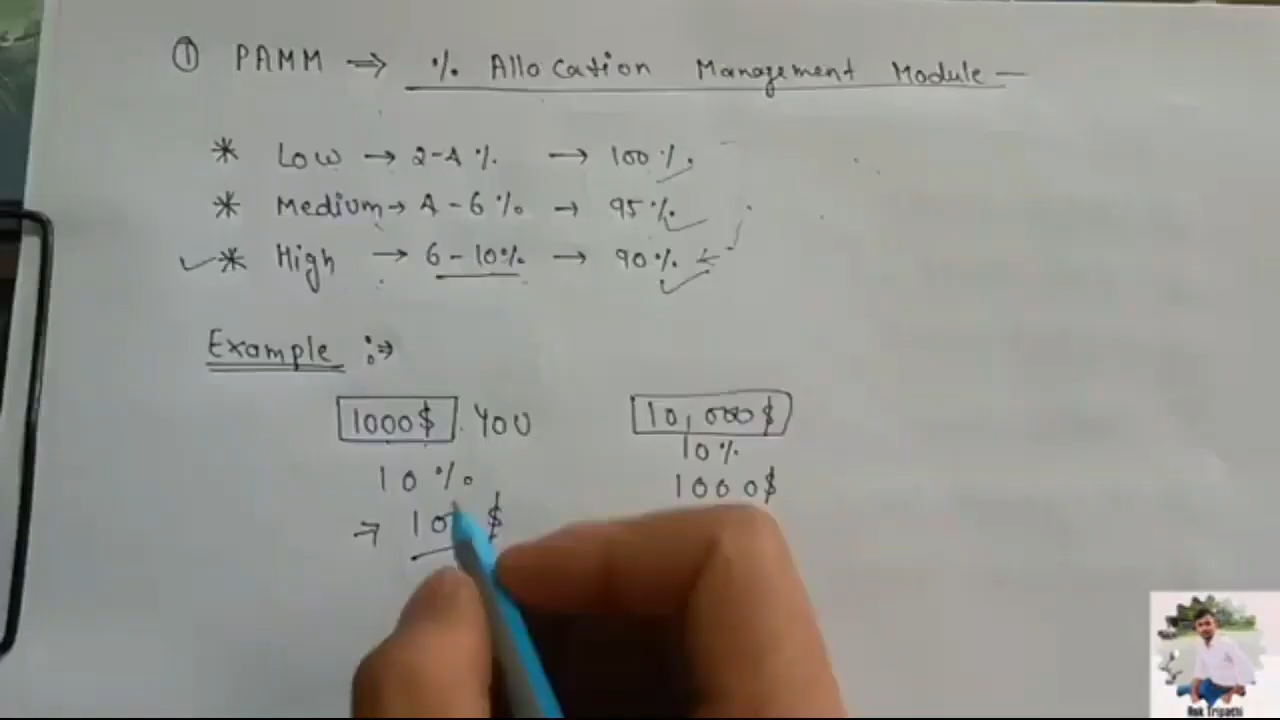 ① PAMM ⇒ % Allocation Management Module —
* Low → 2-4% → 100%
* Medium → 4-6% → 95%
✓* High → 6-10% → 90%
Example :⇒
1000$ YOU
10%
⇒ 10 $
10,000$
10%
1000$